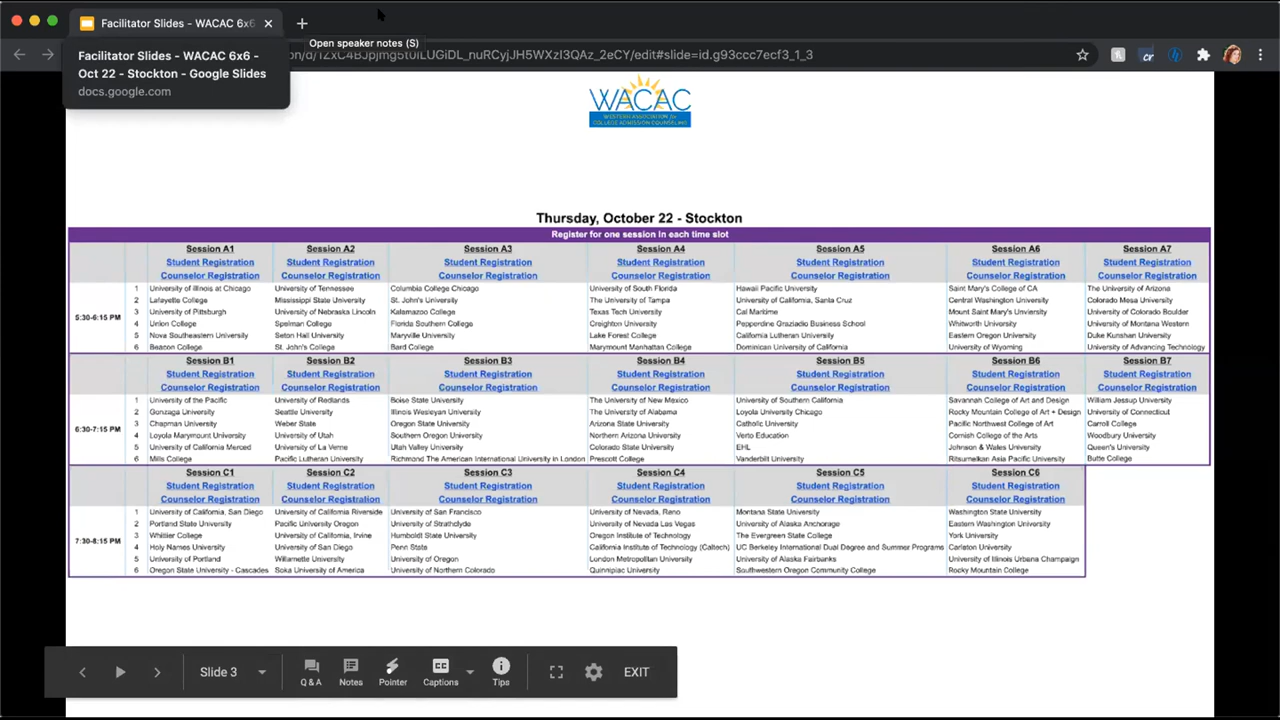 Facilitator Slides - WACAC 6x6
Open speaker notes (S)
Facilitator Slides - WACAC 6x6 -
Oct 22 - Stockton - Google Slides
docs.google.com
edit#slide=id.g93ccc7ecf3_1_3
WACAC
WESTERN ASSOCIATION for
COLLEGE ADMISSION COUNSELING
Thursday, October 22 - Stockton
Register for one session in each time slot
Session A1 Session A2 Session A3 Session A4 Session A5 Session A6 Session A7
Student Registration Student Registration Student Registration Student Registration Student Registration Student Registration Student Registration
Counselor Registration Counselor Registration Counselor Registration Counselor Registration Counselor Registration Counselor Registration Counselor Registration
5:30-6:15 PM
1 University of Illinois at Chicago University of Tennessee Columbia College Chicago University of South Florida Hawaii Pacific University Saint Mary's College of CA The University of Arizona
2 Lafayette College Mississippi State University St. John's University The University of Tampa University of California, Santa Cruz Central Washington University Colorado Mesa University
3 University of Pittsburgh University of Nebraska Lincoln Kalamazoo College Texas Tech University Cal Maritime Mount Saint Mary's University University of Colorado Boulder
4 Union College Spelman College Florida Southern College Creighton University Pepperdine Graziadio Business School Whitworth University University of Montana Western
5 Nova Southeastern University Seton Hall University Maryville University Lake Forest College California Lutheran University Eastern Oregon University Duke Kunshan University
6 Beacon College St. John's College Bard College Marymount Manhattan College Dominican University of California University of Wyoming University of Advancing Technology
Session B1 Session B2 Session B3 Session B4 Session B5 Session B6 Session B7
Student Registration Student Registration Student Registration Student Registration Student Registration Student Registration Student Registration
Counselor Registration Counselor Registration Counselor Registration Counselor Registration Counselor Registration Counselor Registration Counselor Registration
6:30-7:15 PM
1 University of the Pacific University of Redlands Boise State University The University of New Mexico University of Southern California Savannah College of Art and Design William Jessup University
2 Gonzaga University Seattle University Illinois Wesleyan University The University of Alabama Loyola University Chicago Rocky Mountain College of Art + Design University of Connecticut
3 Chapman University Weber State Oregon State University Arizona State University Catholic University Pacific Northwest College of Art Carroll College
4 Loyola Marymount University University of Utah Southern Oregon University Northern Arizona University Verto Education Cornish College of the Arts Woodbury University
5 University of California Merced University of La Verne Utah Valley University Colorado State University EHL Johnson & Wales University Queen's University
6 Mills College Pacific Lutheran University Richmond The American International University in London Prescott College Vanderbilt University Ritsumeikan Asia Pacific University Butte College
Session C1 Session C2 Session C3 Session C4 Session C5 Session C6
Student Registration Student Registration Student Registration Student Registration Student Registration Student Registration
Counselor Registration Counselor Registration Counselor Registration Counselor Registration Counselor Registration Counselor Registration
7:30-8:15 PM
1 University of California, San Diego University of California Riverside University of San Francisco University of Nevada, Reno Montana State University Washington State University
2 Portland State University Pacific University Oregon University of Strathclyde University of Nevada Las Vegas University of Alaska Anchorage Eastern Washington University
3 Whittier College University of California, Irvine Humboldt State University Oregon Institute of Technology The Evergreen State College York University
4 Holy Names University University of San Diego Penn State California Institute of Technology (Caltech) UC Berkeley International Dual Degree and Summer Programs Carleton University
5 University of Portland Willamette University University of Oregon London Metropolitan University University of Alaska Fairbanks University of Illinois Urbana Champaign
6 Oregon State University - Cascades Soka University of America University of Northern Colorado Quinnipiac University Southwestern Oregon Community College Rocky Mountain College
Slide 3
Q & A
Notes
Pointer
CC
Captions
Tips
EXIT